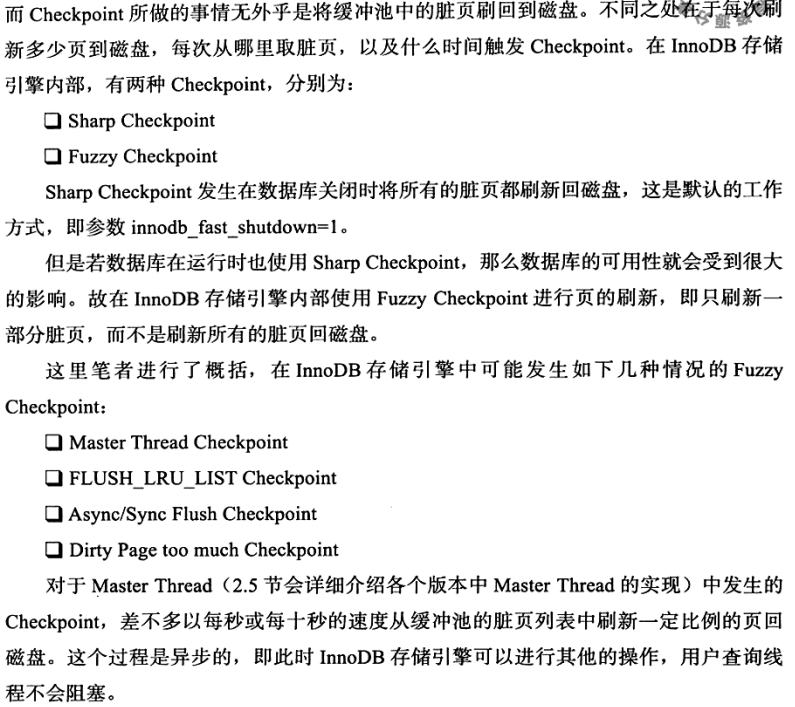 而 Checkpoint 所做的事情无外乎是将缓冲池中的脏页刷回到磁盘。不同之处在于每次刷
新多少页到磁盘，每次从哪里取脏页，以及什么时间触发 Checkpoint。在 InnoDB 存储
引擎内部，有两种 Checkpoint，分别为：
❑ Sharp Checkpoint
❑ Fuzzy Checkpoint
Sharp Checkpoint 发生在数据库关闭时将所有的脏页都刷新回磁盘，这是默认的工作
方式，即参数 innodb_fast_shutdown=1。
但是若数据库在运行时也使用 Sharp Checkpoint，那么数据库的可用性就会受到很大
的影响。故在 InnoDB 存储引擎内部使用 Fuzzy Checkpoint 进行页的刷新，即只刷新一
部分脏页，而不是刷新所有的脏页回磁盘。
这里笔者进行了概括，在 InnoDB 存储引擎中可能发生如下几种情况的 Fuzzy
Checkpoint：
❑ Master Thread Checkpoint
❑ FLUSH_LRU_LIST Checkpoint
❑ Async/Sync Flush Checkpoint
❑ Dirty Page too much Checkpoint
对于 Master Thread（2.5 节会详细介绍各个版本中 Master Thread 的实现）中发生的
Checkpoint，差不多以每秒或每十秒的速度从缓冲池的脏页列表中刷新一定比例的页回
磁盘。这个过程是异步的，即此时 InnoDB 存储引擎可以进行其他的操作，用户查询线
程不会阻塞。